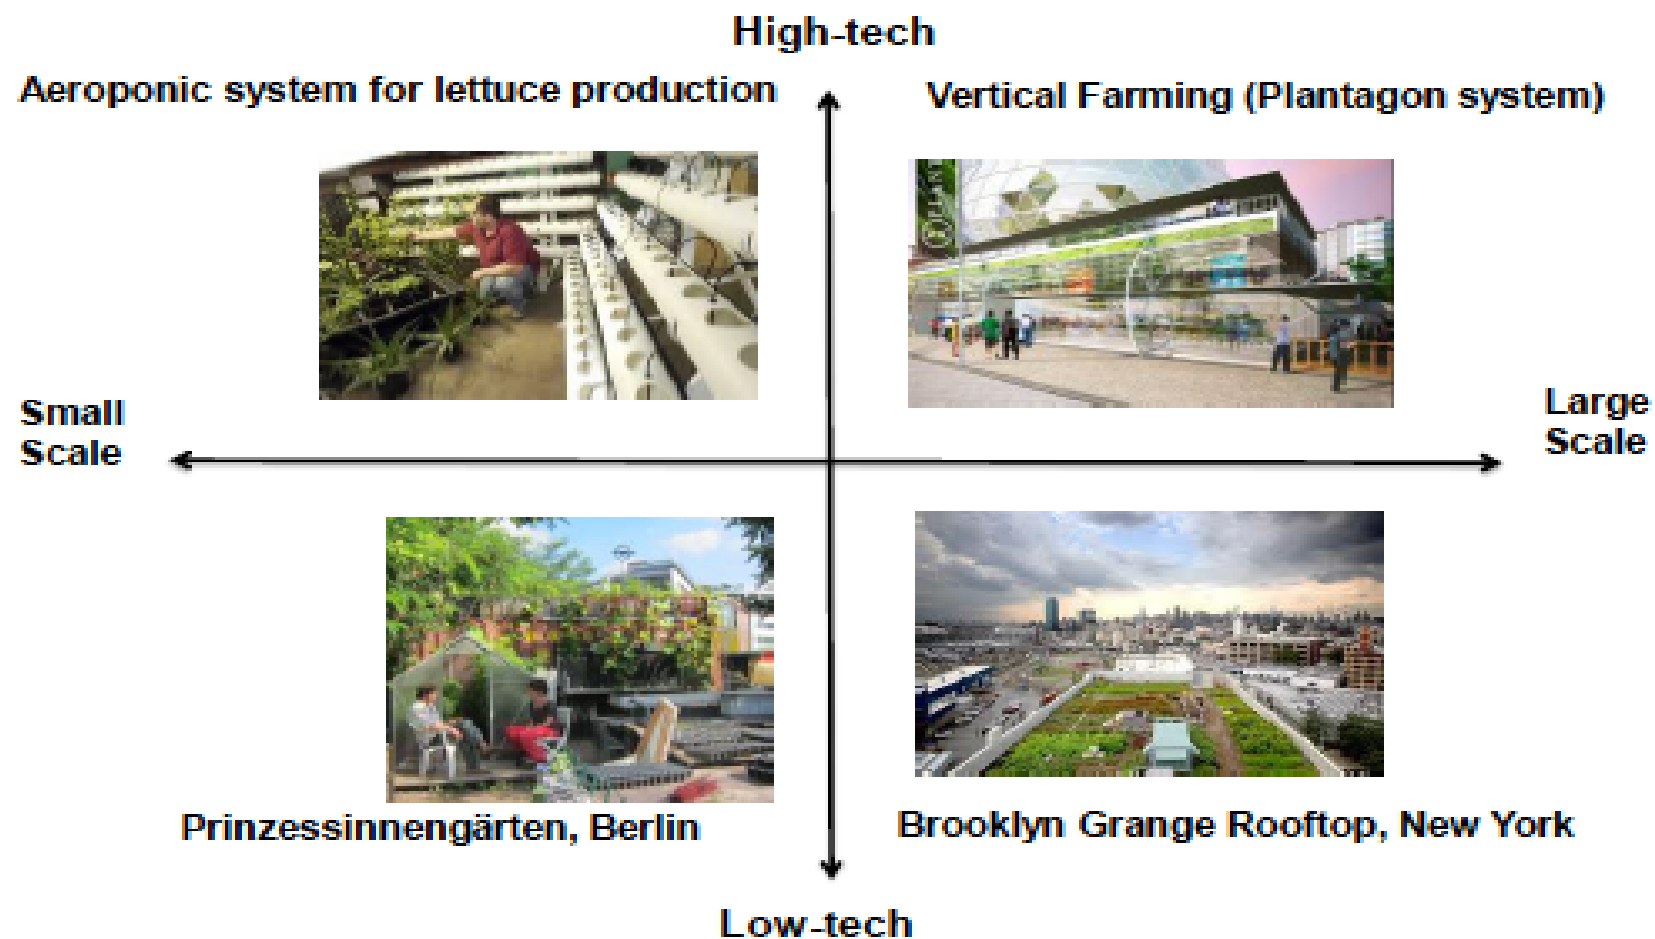 High-tech
Aeroponic system for lettuce production
Vertical Farming (Plantagon system)
Small
Scale
Large
Scale
Prinzessinnengärten, Berlin
Brooklyn Grange Rooftop, New York
Low-tech